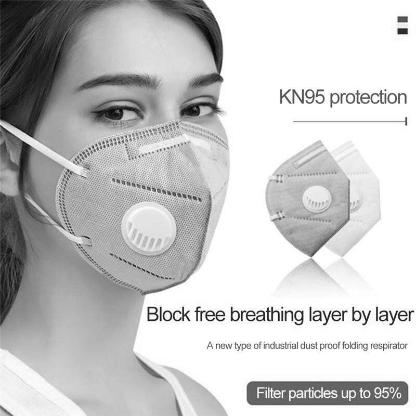 KN95 protection
Block free breathing layer by layer
A new type of industrial dust proof folding respirator
Filter particles up to 95%